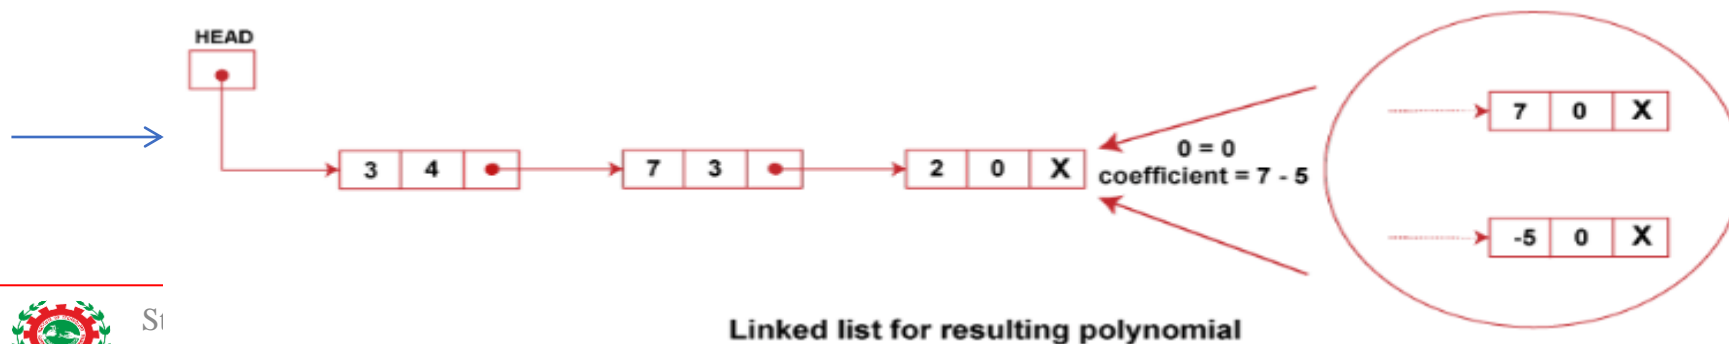 HEAD
7 0 X
3 4
7 3
2 0 X
0 = 0
coefficient = 7 - 5
-5 0 X
Linked list for resulting polynomial